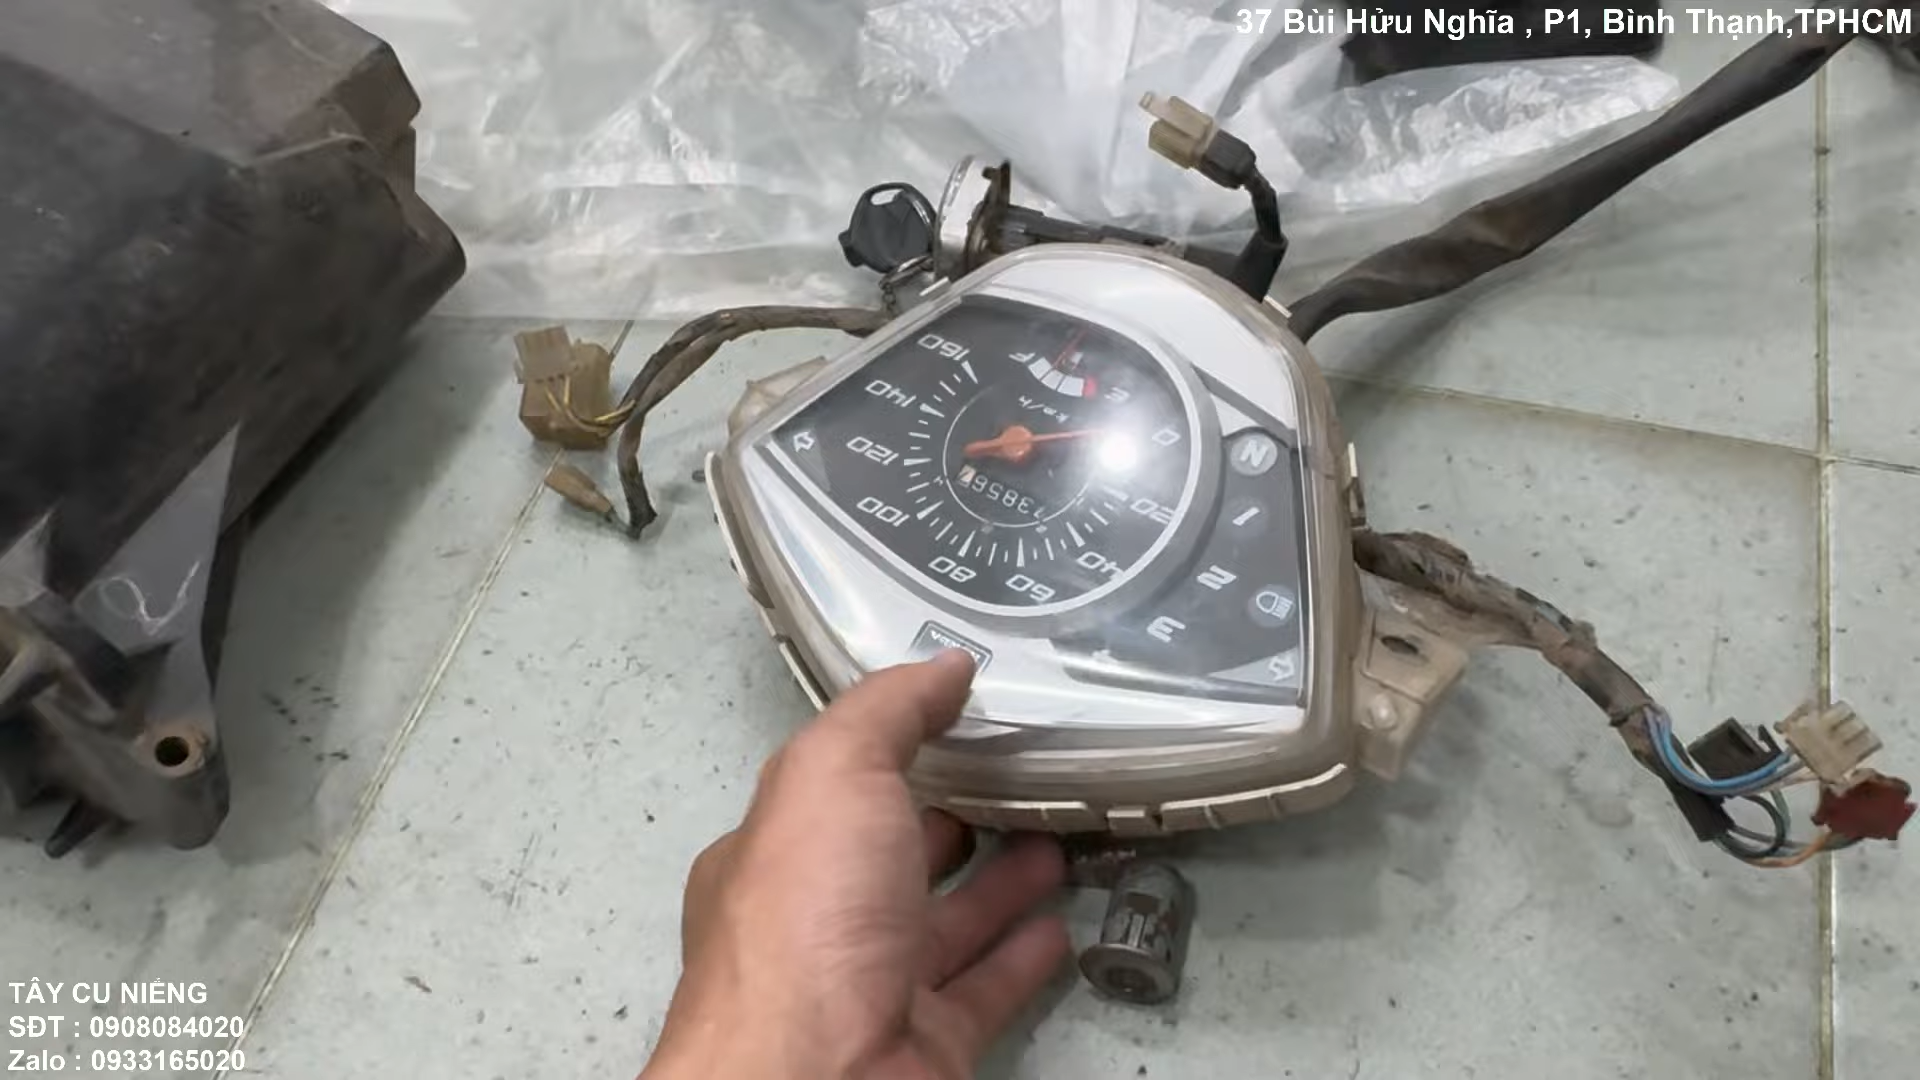 37 Bùi Hửu Nghĩa , P1, Bình Thạnh,TPHCM
160
140
120
100
80
60
40
20
0
F
E
km/h
N
1
2
3
TÂY CU NIỀNG
SĐT : 0908084020
Zalo : 0933165020